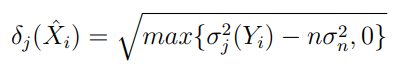 δ_j(X̂_i) = √(max{σ_j^2(Y_i) − nσ_n^2, 0})